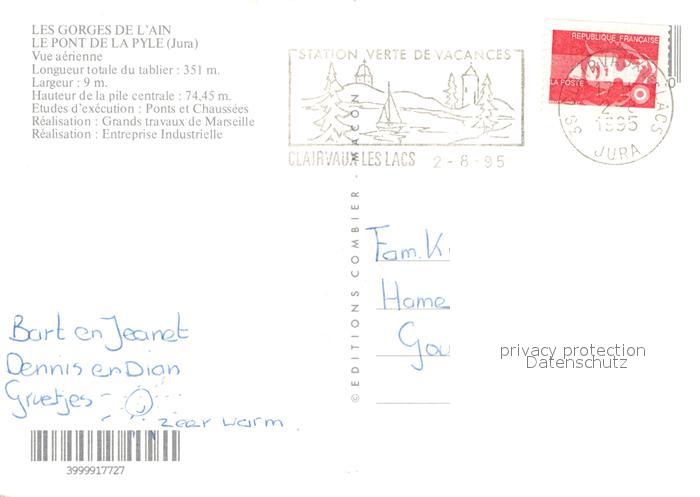 LES GORGES DE L'AIN
LE PONT DE LA PYLE (Jura)
Vue aérienne
Longueur totale du tablier : 351 m.
Largeur : 9 m.
Hauteur de la pile centrale : 74,45 m.
Etudes d'exécution : Ponts et Chaussées
Réalisation : Grands travaux de Marseille
Réalisation : Entreprise Industrielle
STATION VERTE DE VACANCES
CLAIRVAUX LES LACS 2-8-95
REPUBLIQUE FRANÇAISE
LA POSTE
1995
JURA
© EDITIONS COMBIER - MACON
Fam. K
Hame
Gou
privacy protection
Datenschutz
Bart en Jeanet
Dennis en Dian
Groetjes
zeer warm.
3999917727